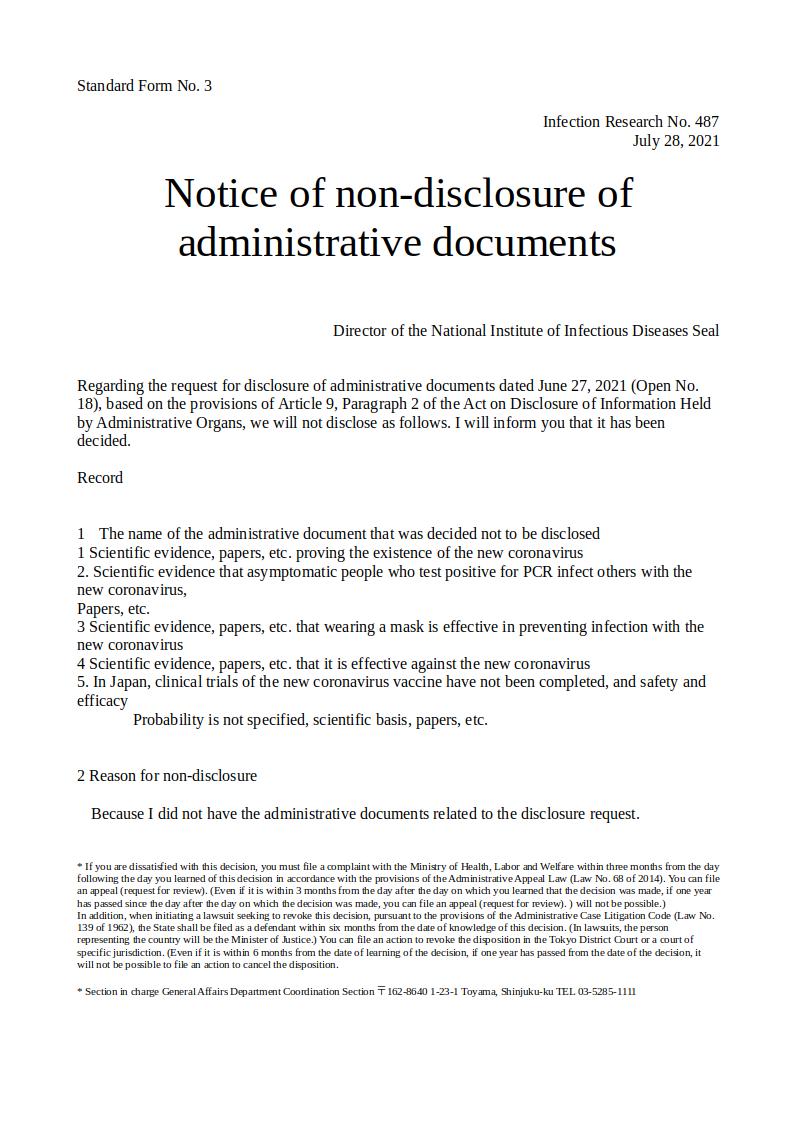 Standard Form No. 3
Infection Research No. 487
July 28, 2021
Notice of non-disclosure of
administrative documents
Director of the National Institute of Infectious Diseases Seal
Regarding the request for disclosure of administrative documents dated June 27, 2021 (Open No.
18), based on the provisions of Article 9, Paragraph 2 of the Act on Disclosure of Information Held
by Administrative Organs, we will not disclose as follows. I will inform you that it has been
decided.
Record
1 The name of the administrative document that was decided not to be disclosed
1 Scientific evidence, papers, etc. proving the existence of the new coronavirus
2. Scientific evidence that asymptomatic people who test positive for PCR infect others with the
new coronavirus,
Papers, etc.
3 Scientific evidence, papers, etc. that wearing a mask is effective in preventing infection with the
new coronavirus
4 Scientific evidence, papers, etc. that it is effective against the new coronavirus
5. In Japan, clinical trials of the new coronavirus vaccine have not been completed, and safety and
efficacy
Probability is not specified, scientific basis, papers, etc.
2 Reason for non-disclosure
Because I did not have the administrative documents related to the disclosure request.
* If you are dissatisfied with this decision, you must file a complaint with the Ministry of Health, Labor and Welfare within three months from the day
following the day you learned of this decision in accordance with the provisions of the Administrative Appeal Law (Law No. 68 of 2014). You can file
an appeal (request for review). (Even if it is within 3 months from the day after the day on which you learned that the decision was made, if one year
has passed since the day after the day on which the decision was made, you can file an appeal (request for review). ) will not be possible.)
In addition, when initiating a lawsuit seeking to revoke this decision, pursuant to the provisions of the Administrative Case Litigation Code (Law No.
139 of 1962), the State shall be filed as a defendant within six months from the date of knowledge of this decision. (In lawsuits, the person
representing the country will be the Minister of Justice.) You can file an action to revoke the disposition in the Tokyo District Court or a court of
specific jurisdiction. (Even if it is within 6 months from the date of learning of the decision, if one year has passed from the date of the decision, it
will not be possible to file an action to cancel the disposition.
* Section in charge General Affairs Department Coordination Section 〒162-8640 1-23-1 Toyama, Shinjuku-ku TEL 03-5285-1111